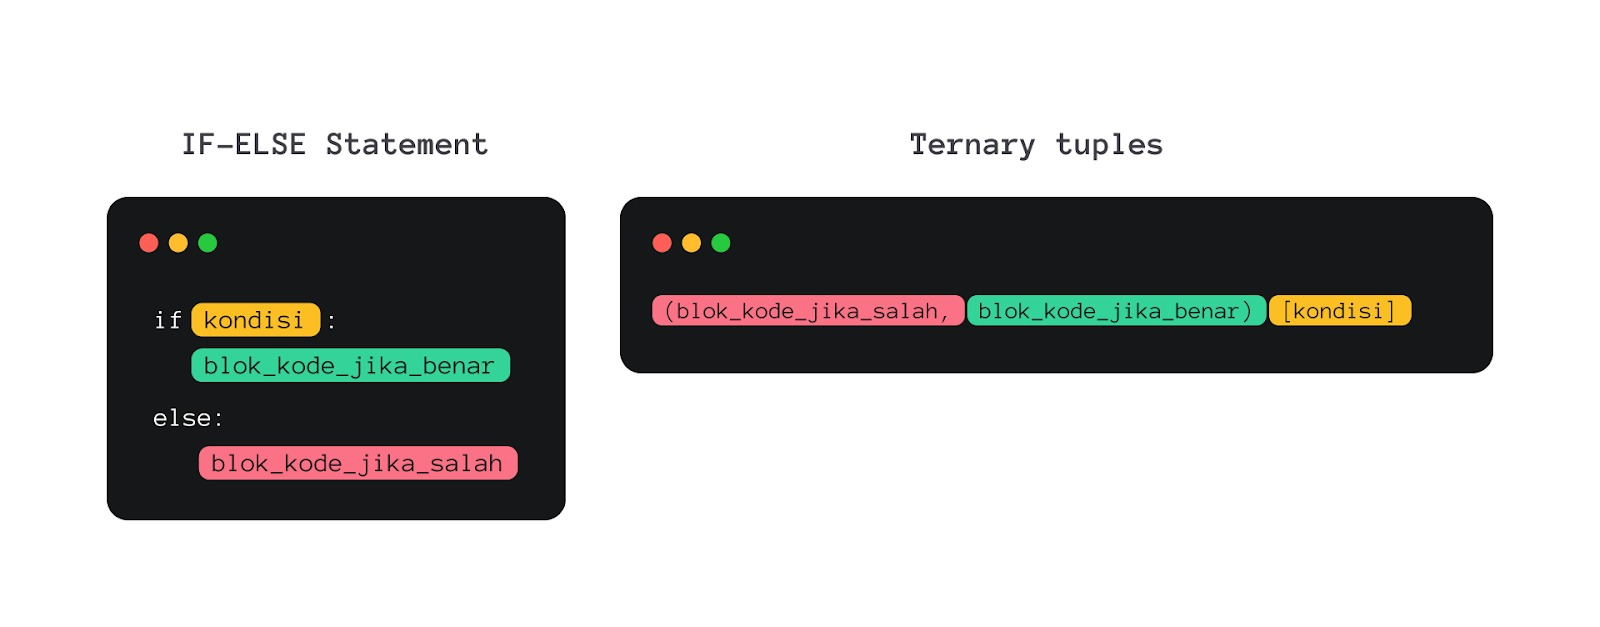 IF-ELSE Statement
if kondisi :
blok_kode_jika_benar
else:
blok_kode_jika_salah
Ternary tuples
(blok_kode_jika_salah, blok_kode_jika_benar) [kondisi]